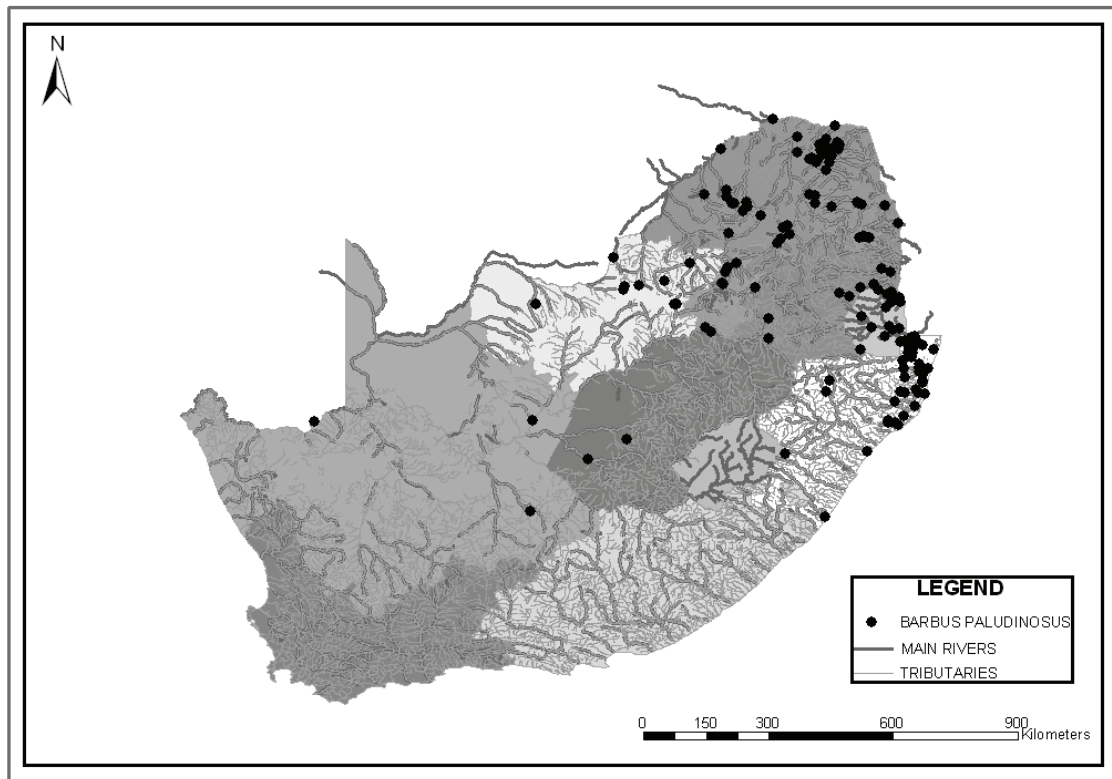 N
LEGEND
BARBUS PALUDINOSUS
MAIN RIVERS
TRIBUTARIES
0 150 300 600 900
Kilometers